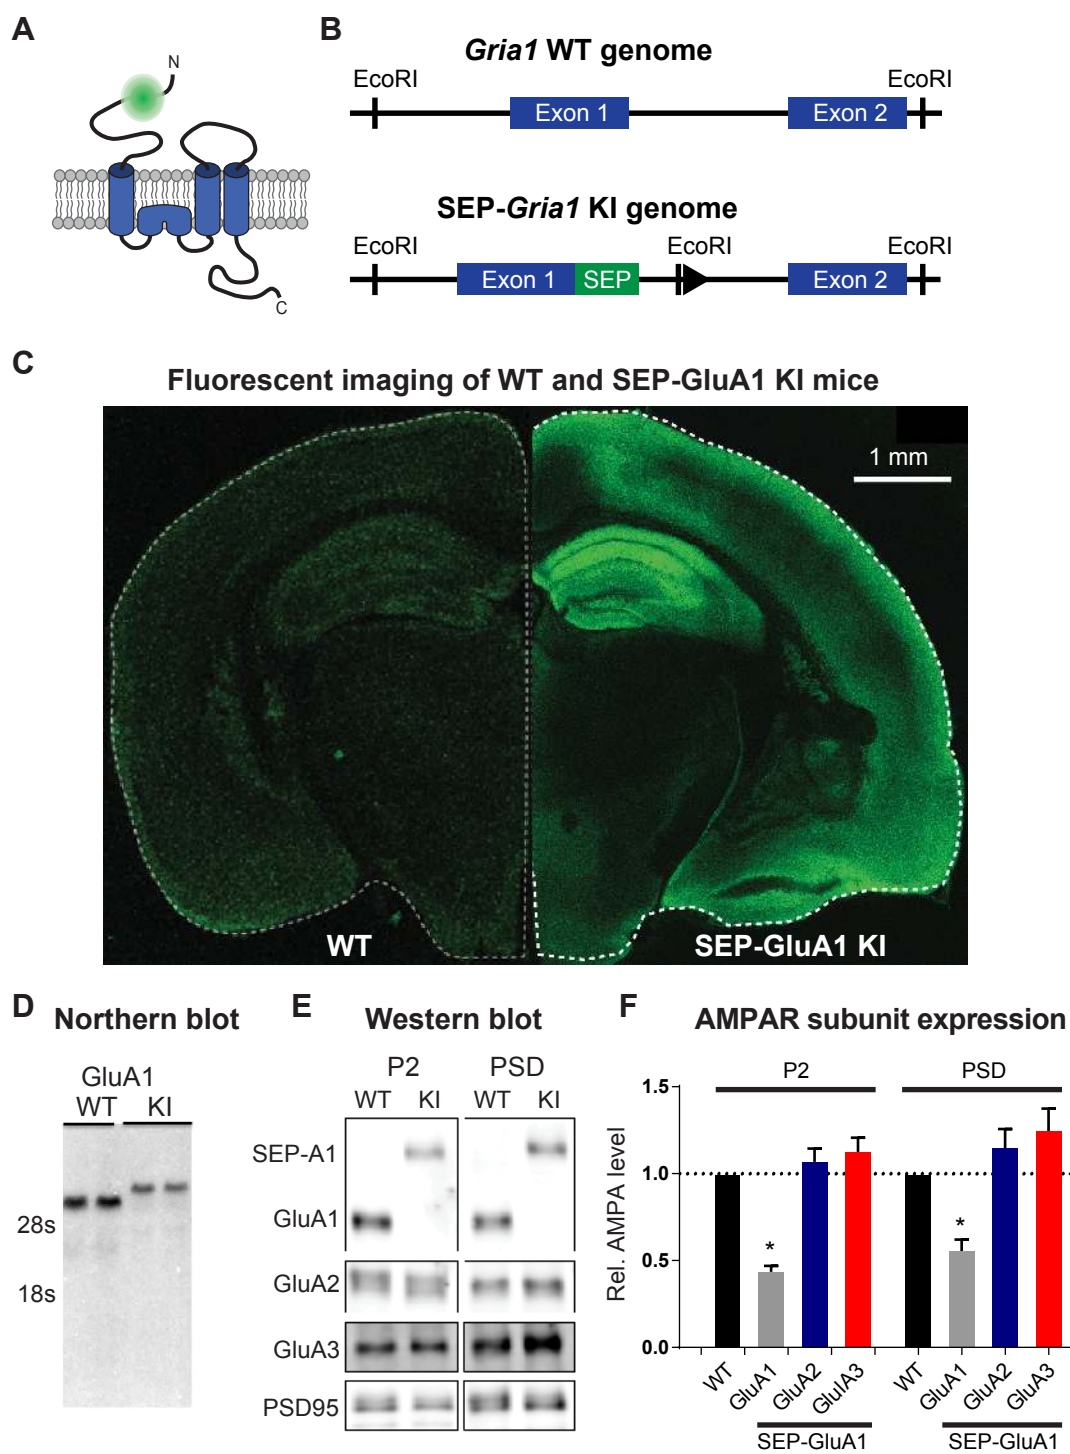 A
N
C
B
Gria1 WT genome
EcoRI
EcoRI
Exon 1
Exon 2
SEP-Gria1 KI genome
EcoRI
EcoRI
EcoRI
Exon 1
SEP
Exon 2
C
Fluorescent imaging of WT and SEP-GluA1 KI mice
1 mm
WT
SEP-GluA1 KI
D
Northern blot
GluA1
WT KI
28s
18s
E
Western blot
P2 PSD
WT KI WT KI
SEP-A1
GluA1
GluA2
GluA3
PSD95
F
AMPAR subunit expression
P2 PSD
Rel. AMPA level
1.5
1.0
0.5
0.0
* *
WT GluA1 GluA2 GluIA3 WT GluA1 GluA2 GluA3
SEP-GluA1 SEP-GluA1